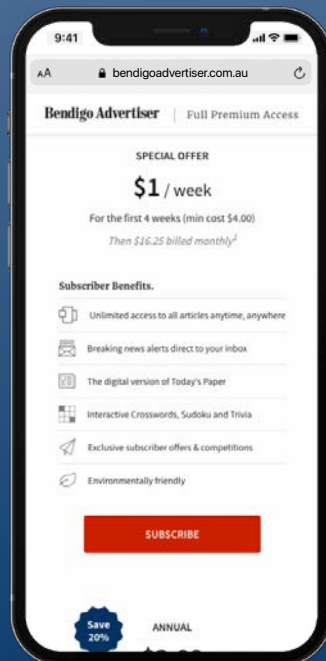 9:41
AA bendigoadvertiser.com.au
Bendigo Advertiser | Full Premium Access
SPECIAL OFFER
$1 / week
For the first 4 weeks (min cost $4.00)
Then $16.25 billed monthly¹
Subscriber Benefits.
Unlimited access to all articles anytime, anywhere
Breaking news alerts direct to your inbox
The digital version of Today's Paper
Interactive Crosswords, Sudoku and Trivia
Exclusive subscriber offers & competitions
Environmentally friendly
SUBSCRIBE
Save
20%
ANNUAL